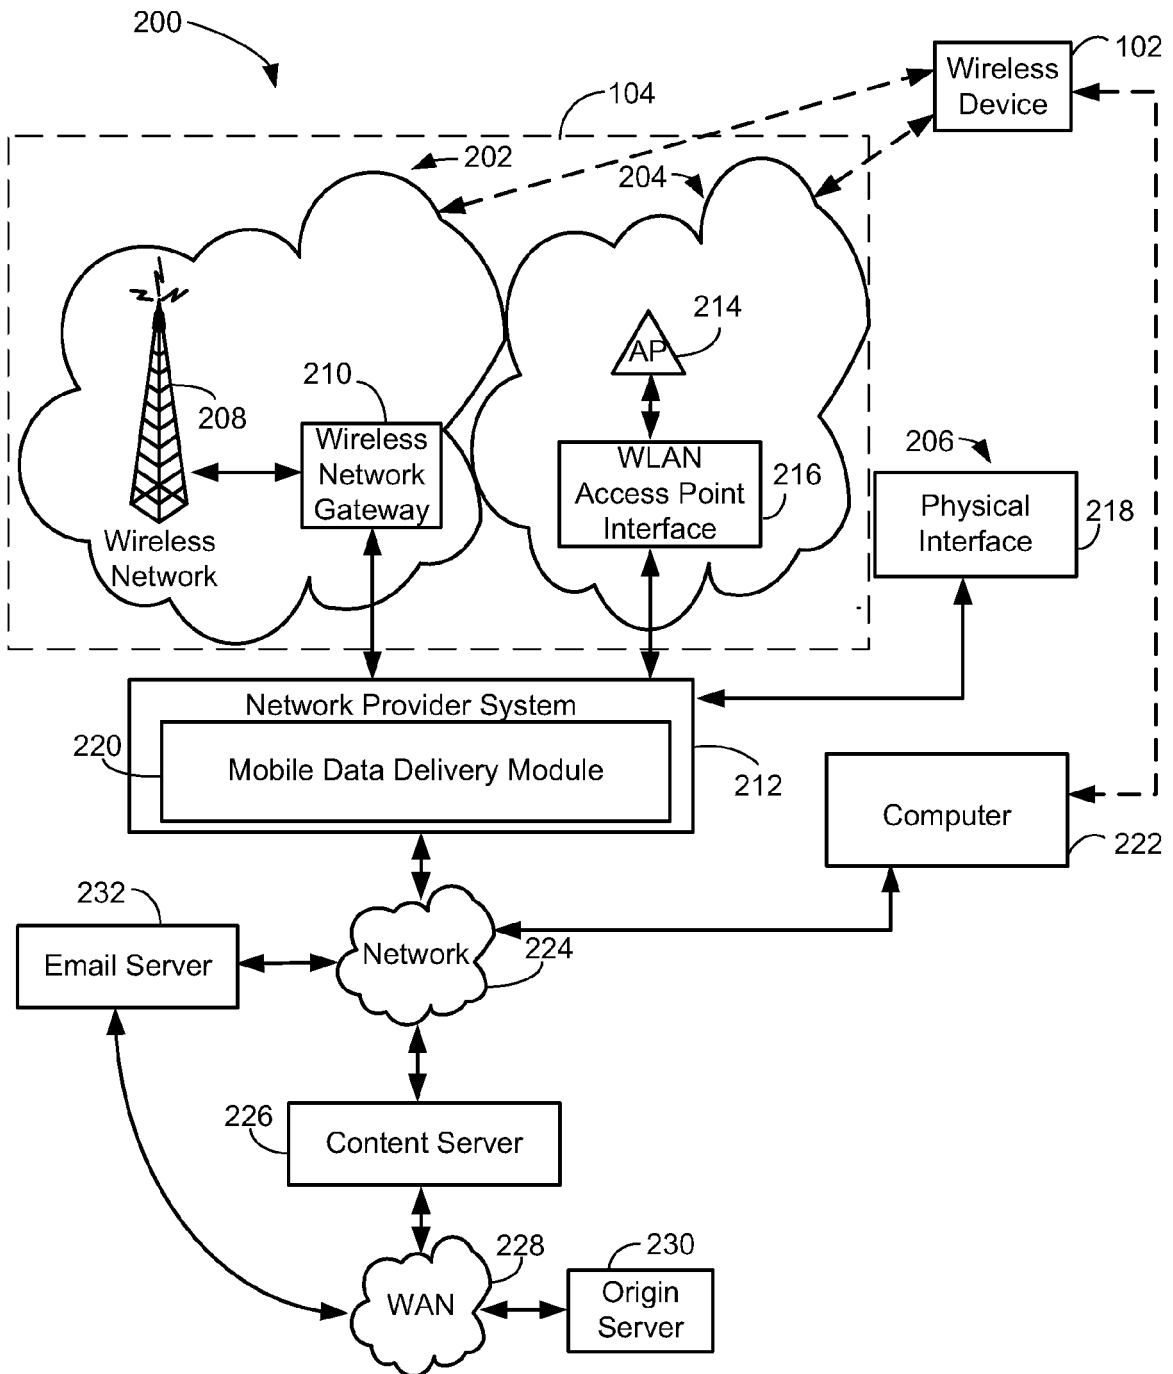 200
102
Wireless
Device
104
202
204
214
AP
210
208
Wireless
Network
Gateway
WLAN
Access Point
Interface
216
206
Physical
Interface
218
Wireless
Network
Network Provider System
220
Mobile Data Delivery Module
212
Computer
222
232
Email Server
Network
224
226
Content Server
228
WAN
230
Origin
Server